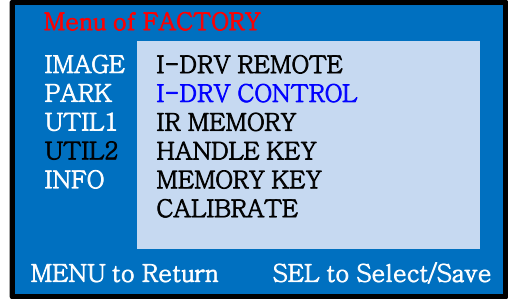 Menu of FACTORY
IMAGE I-DRV REMOTE
PARK I-DRV CONTROL
UTIL1 IR MEMORY
UTIL2 HANDLE KEY
INFO MEMORY KEY
CALIBRATE
MENU to Return SEL to Select/Save